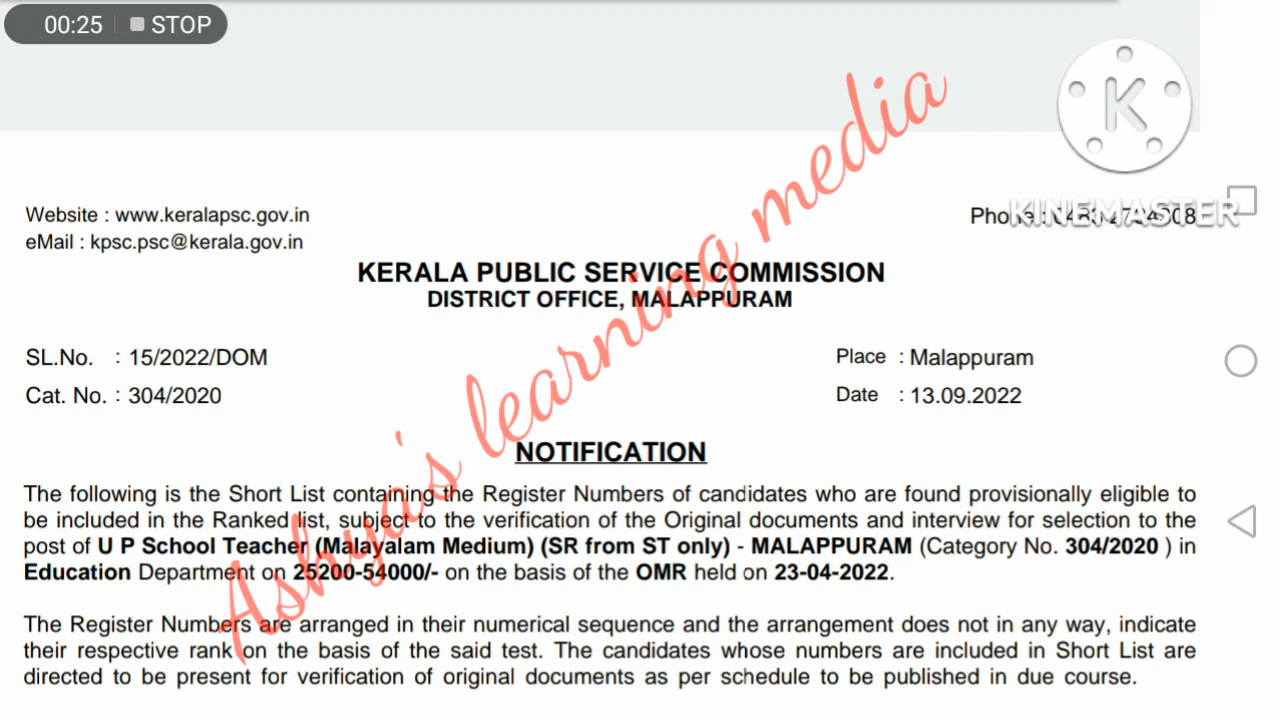 00:25 STOP
K
KINEMASTER
Website : www.keralapsc.gov.in
eMail : kpsc.psc@kerala.gov.in
KERALA PUBLIC SERVICE COMMISSION
DISTRICT OFFICE, MALAPPURAM
SL.No. : 15/2022/DOM
Place : Malappuram
Cat. No. : 304/2020
Date : 13.09.2022
NOTIFICATION
The following is the Short List containing the Register Numbers of candidates who are found provisionally eligible to
be included in the Ranked list, subject to the verification of the Original documents and interview for selection to the
post of U P School Teacher (Malayalam Medium) (SR from ST only) - MALAPPURAM (Category No. 304/2020 ) in
Education Department on 25200-54000/- on the basis of the OMR held on 23-04-2022.
The Register Numbers are arranged in their numerical sequence and the arrangement does not in any way, indicate
their respective rank on the basis of the said test. The candidates whose numbers are included in Short List are
directed to be present for verification of original documents as per schedule to be published in due course.
Ashya's learning media